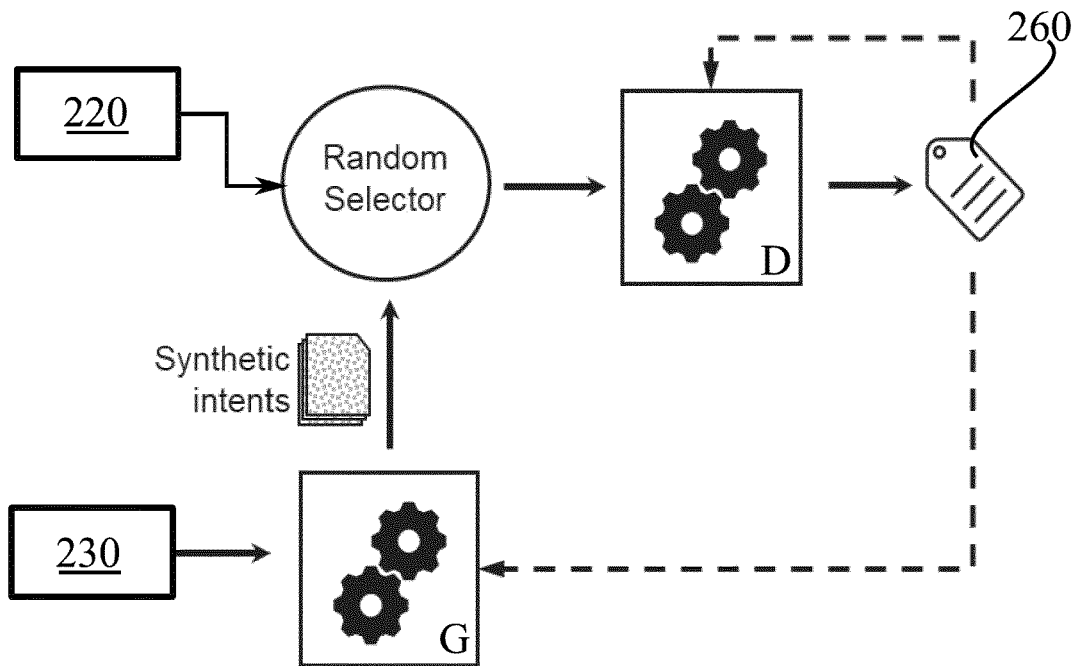 260
220
Random
Selector
D
Synthetic
intents
230
G